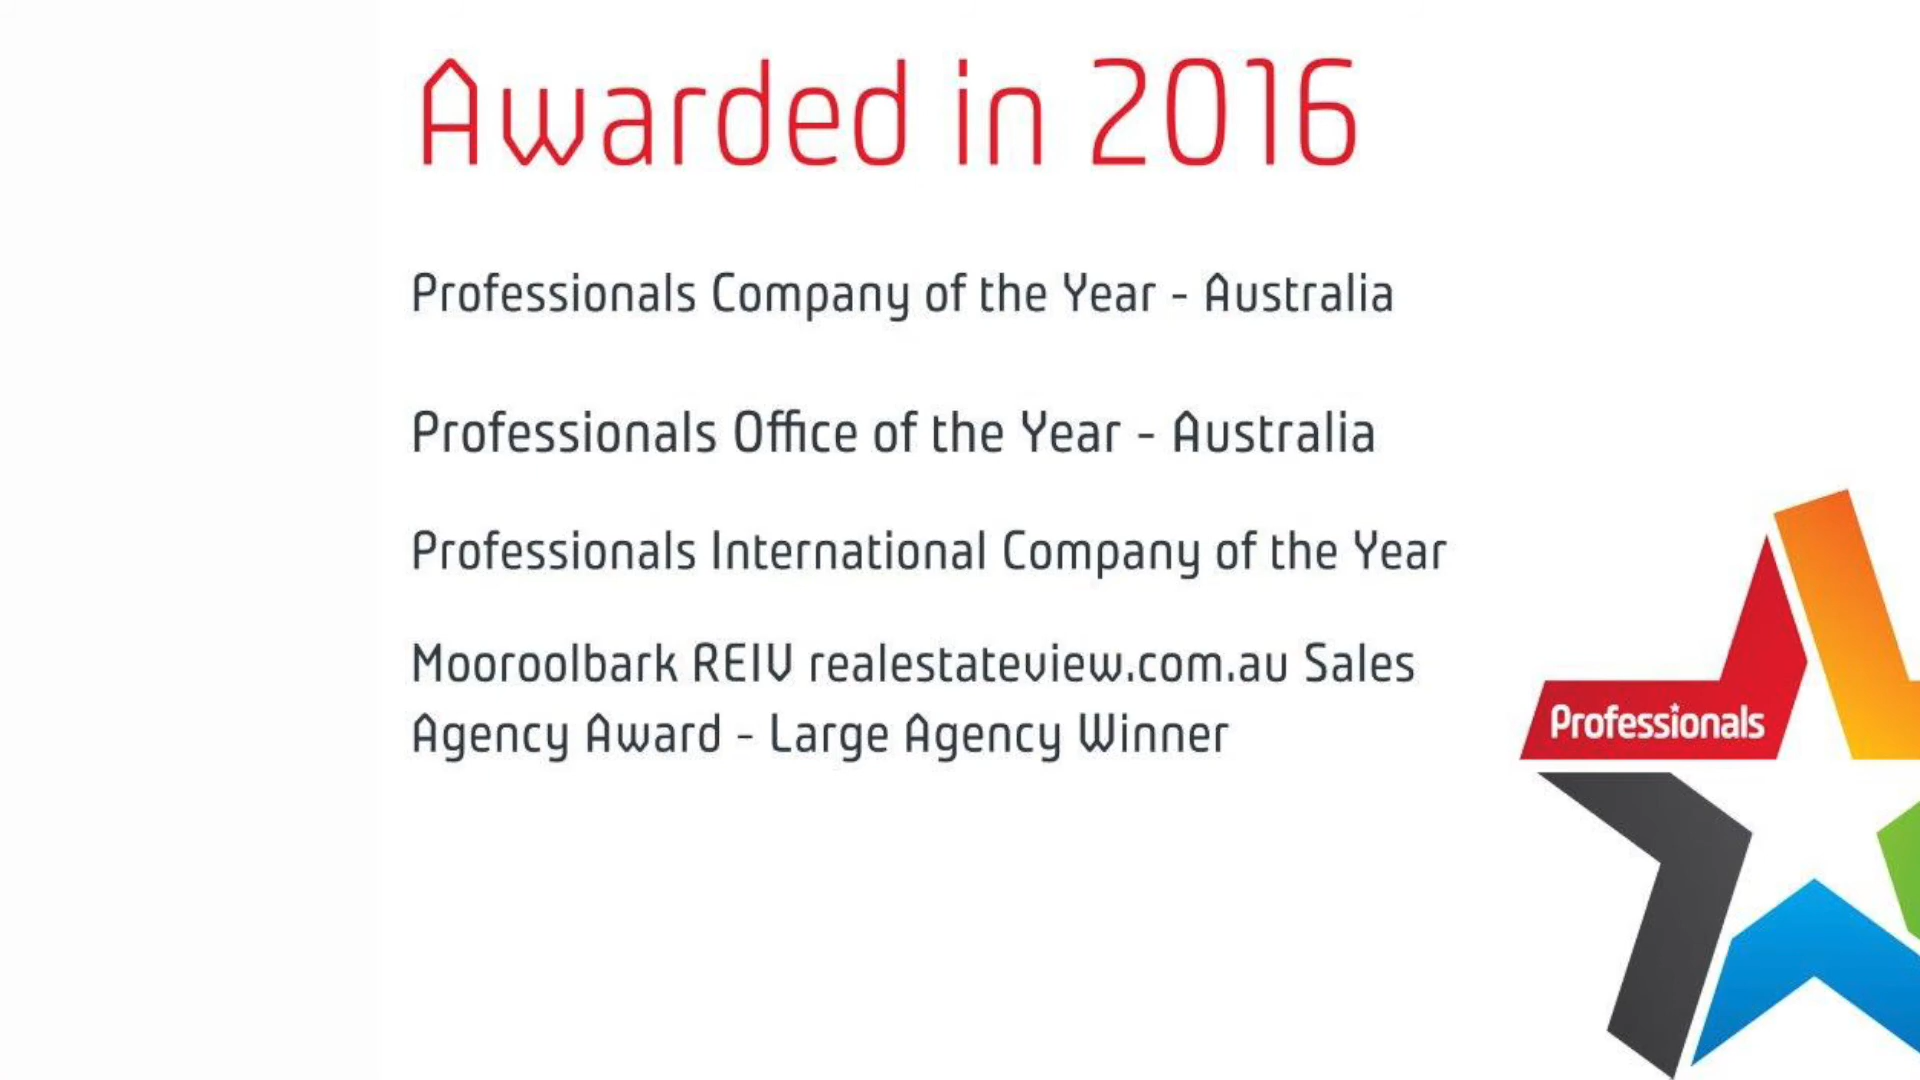 Awarded in 2016
Professionals Company of the Year - Australia
Professionals Office of the Year - Australia
Professionals International Company of the Year
Mooroolbark REIV realestateview.com.au Sales
Agency Award - Large Agency Winner
Professionals